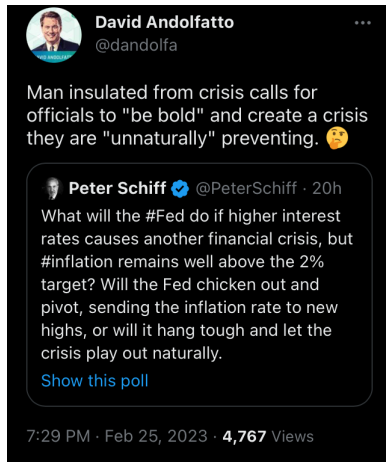 David Andolfatto
@dandolfa
Man insulated from crisis calls for
officials to "be bold" and create a crisis
they are "unnaturally" preventing. 🤔
Peter Schiff @PeterSchiff · 20h
What will the #Fed do if higher interest
rates causes another financial crisis, but
#inflation remains well above the 2%
target? Will the Fed chicken out and
pivot, sending the inflation rate to new
highs, or will it hang tough and let the
crisis play out naturally.
Show this poll
7:29 PM · Feb 25, 2023 · 4,767 Views